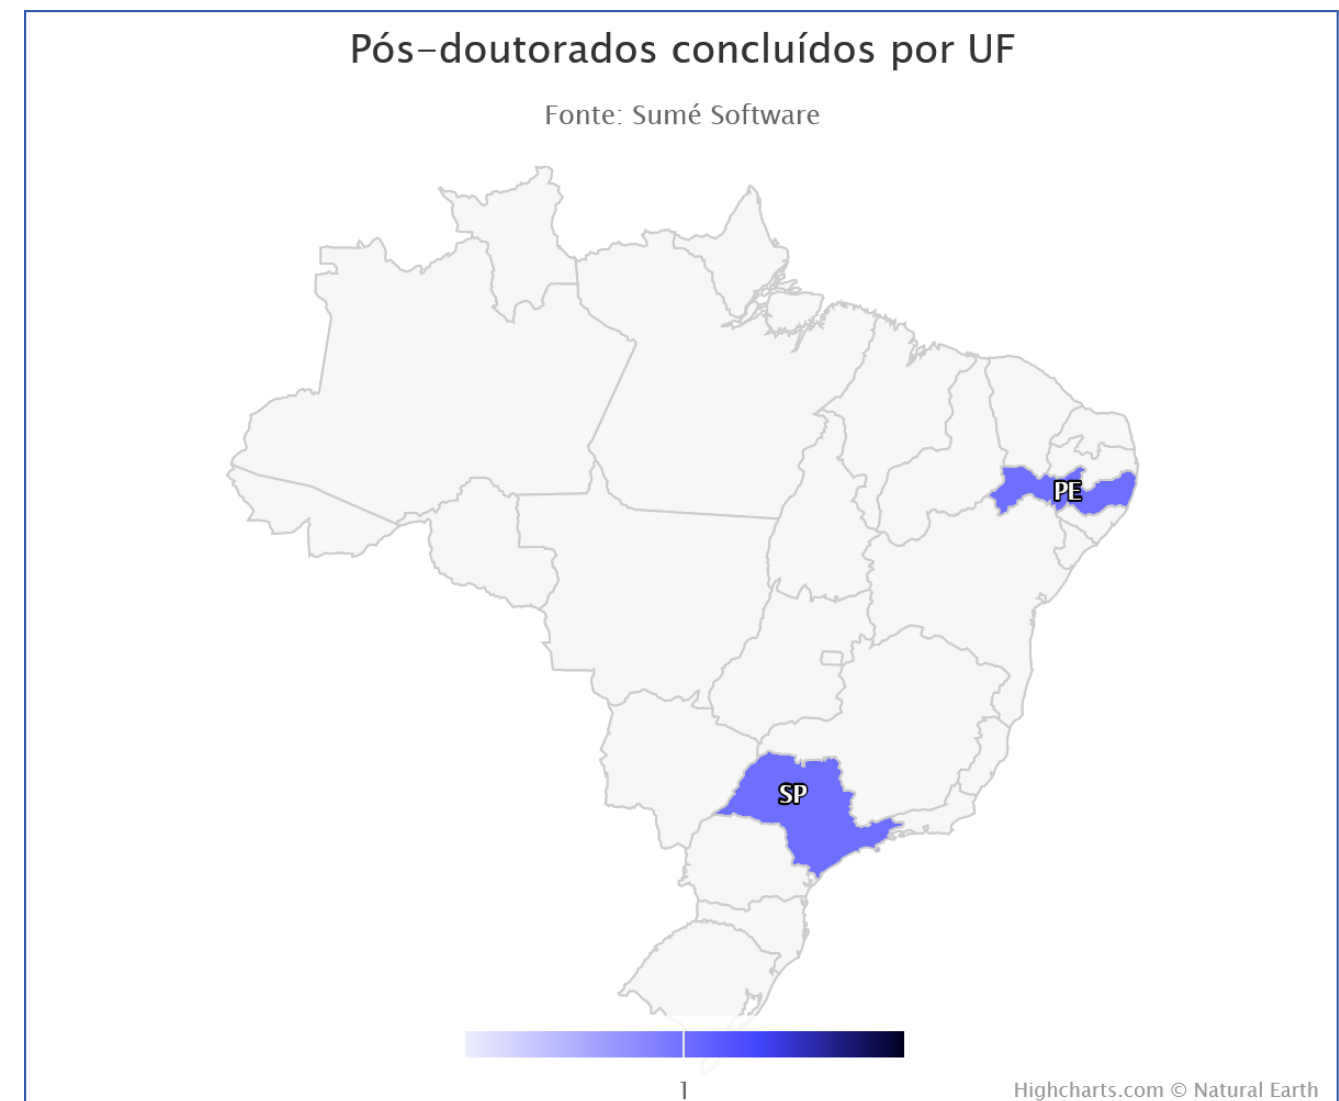 Pós-doutorados concluídos por UF
Fonte: Sumé Software
PE
SP
1
Highcharts.com © Natural Earth